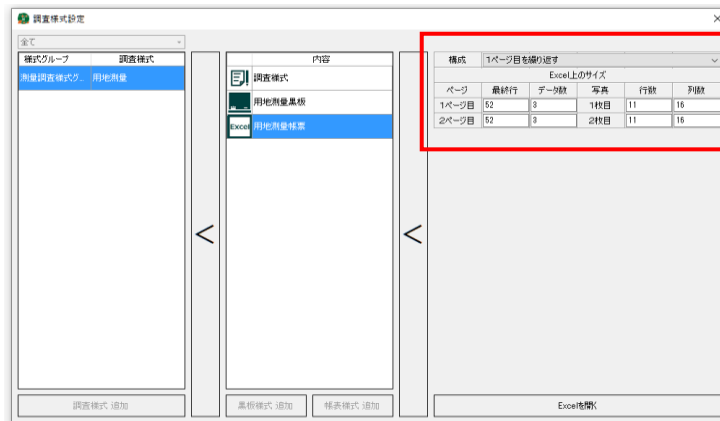 調査様式設定
全て
様式グループ 調査様式
測量調査様式グ... 用地測量
調査様式 追加
<
内容
調査様式
用地測量黒板
Excel 用地測量帳票
黒板様式 追加 帳表様式 追加
<
構成 1ページ目を繰り返す
Excel上のサイズ
ページ 最終行 データ数 写真 行数 列数
1ページ目 52 3 1枚目 11 16
2ページ目 52 3 2枚目 11 16
Excelを開く